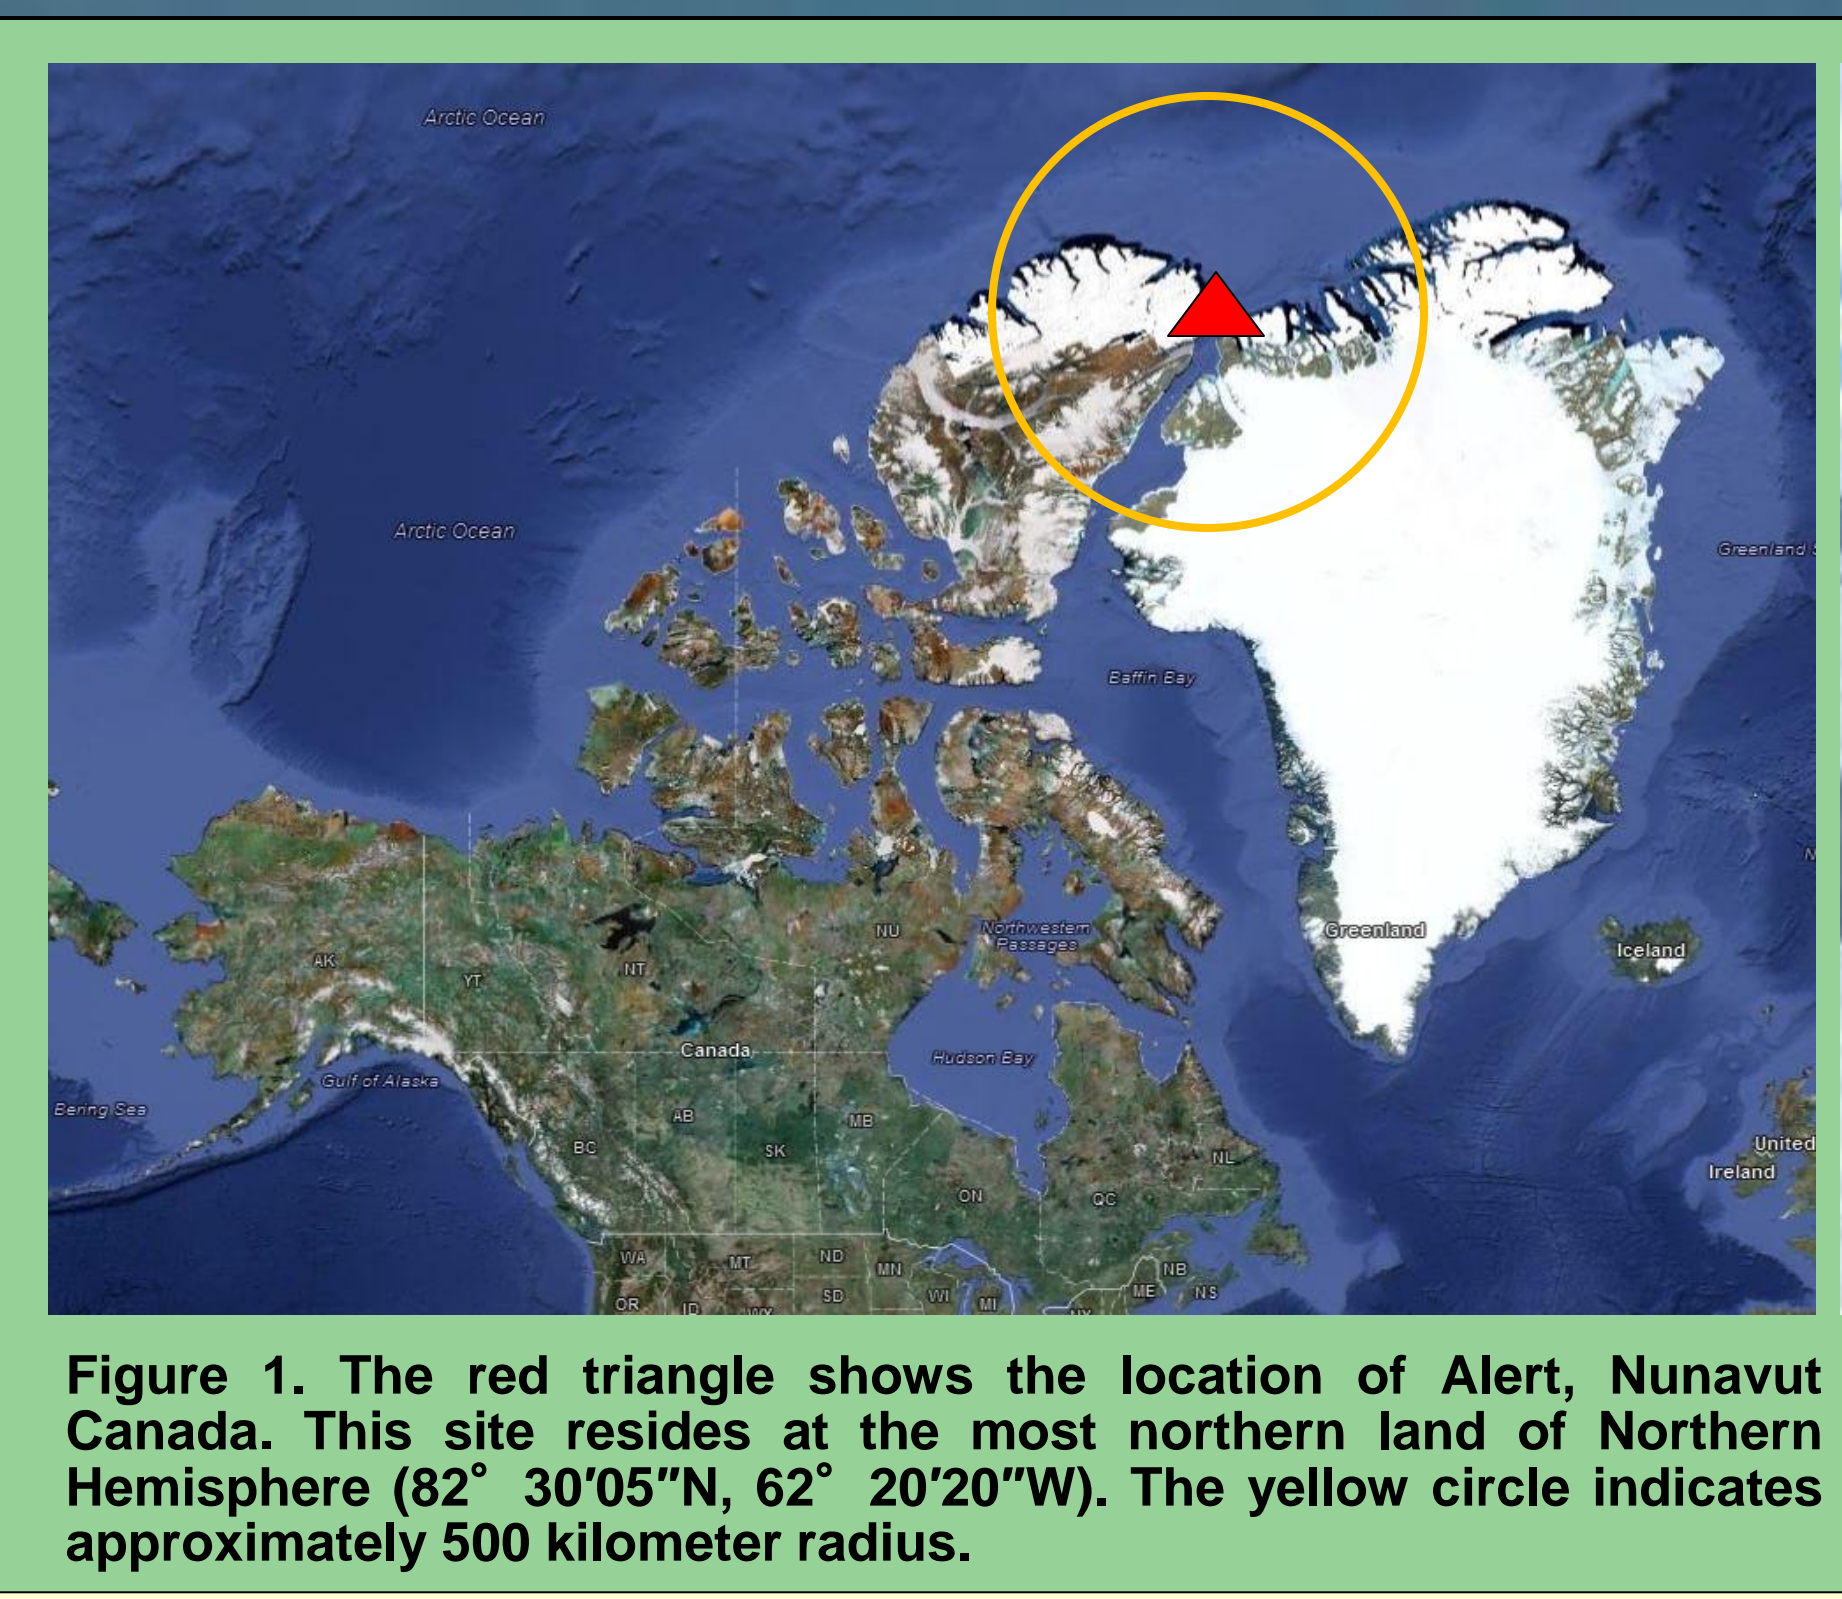 Arctic Ocean
Arctic Ocean
Greenland
Baffin Bay
NU
Northwestern
Passages
Greenland
Iceland
AK
YT
NT
Canada
Hudson Bay
Gulf of Alaska
Bering Sea
AB
MB
BC
SK
United
Ireland
NL
ON
QC
WA
MT
ND
MN
NB
OR
ID
SD
WI
MI
ME
NS
Figure 1. The red triangle shows the location of Alert, Nunavut
Canada. This site resides at the most northern land of Northern
Hemisphere (82° 30′05″N, 62° 20′20″W). The yellow circle indicates
approximately 500 kilometer radius.